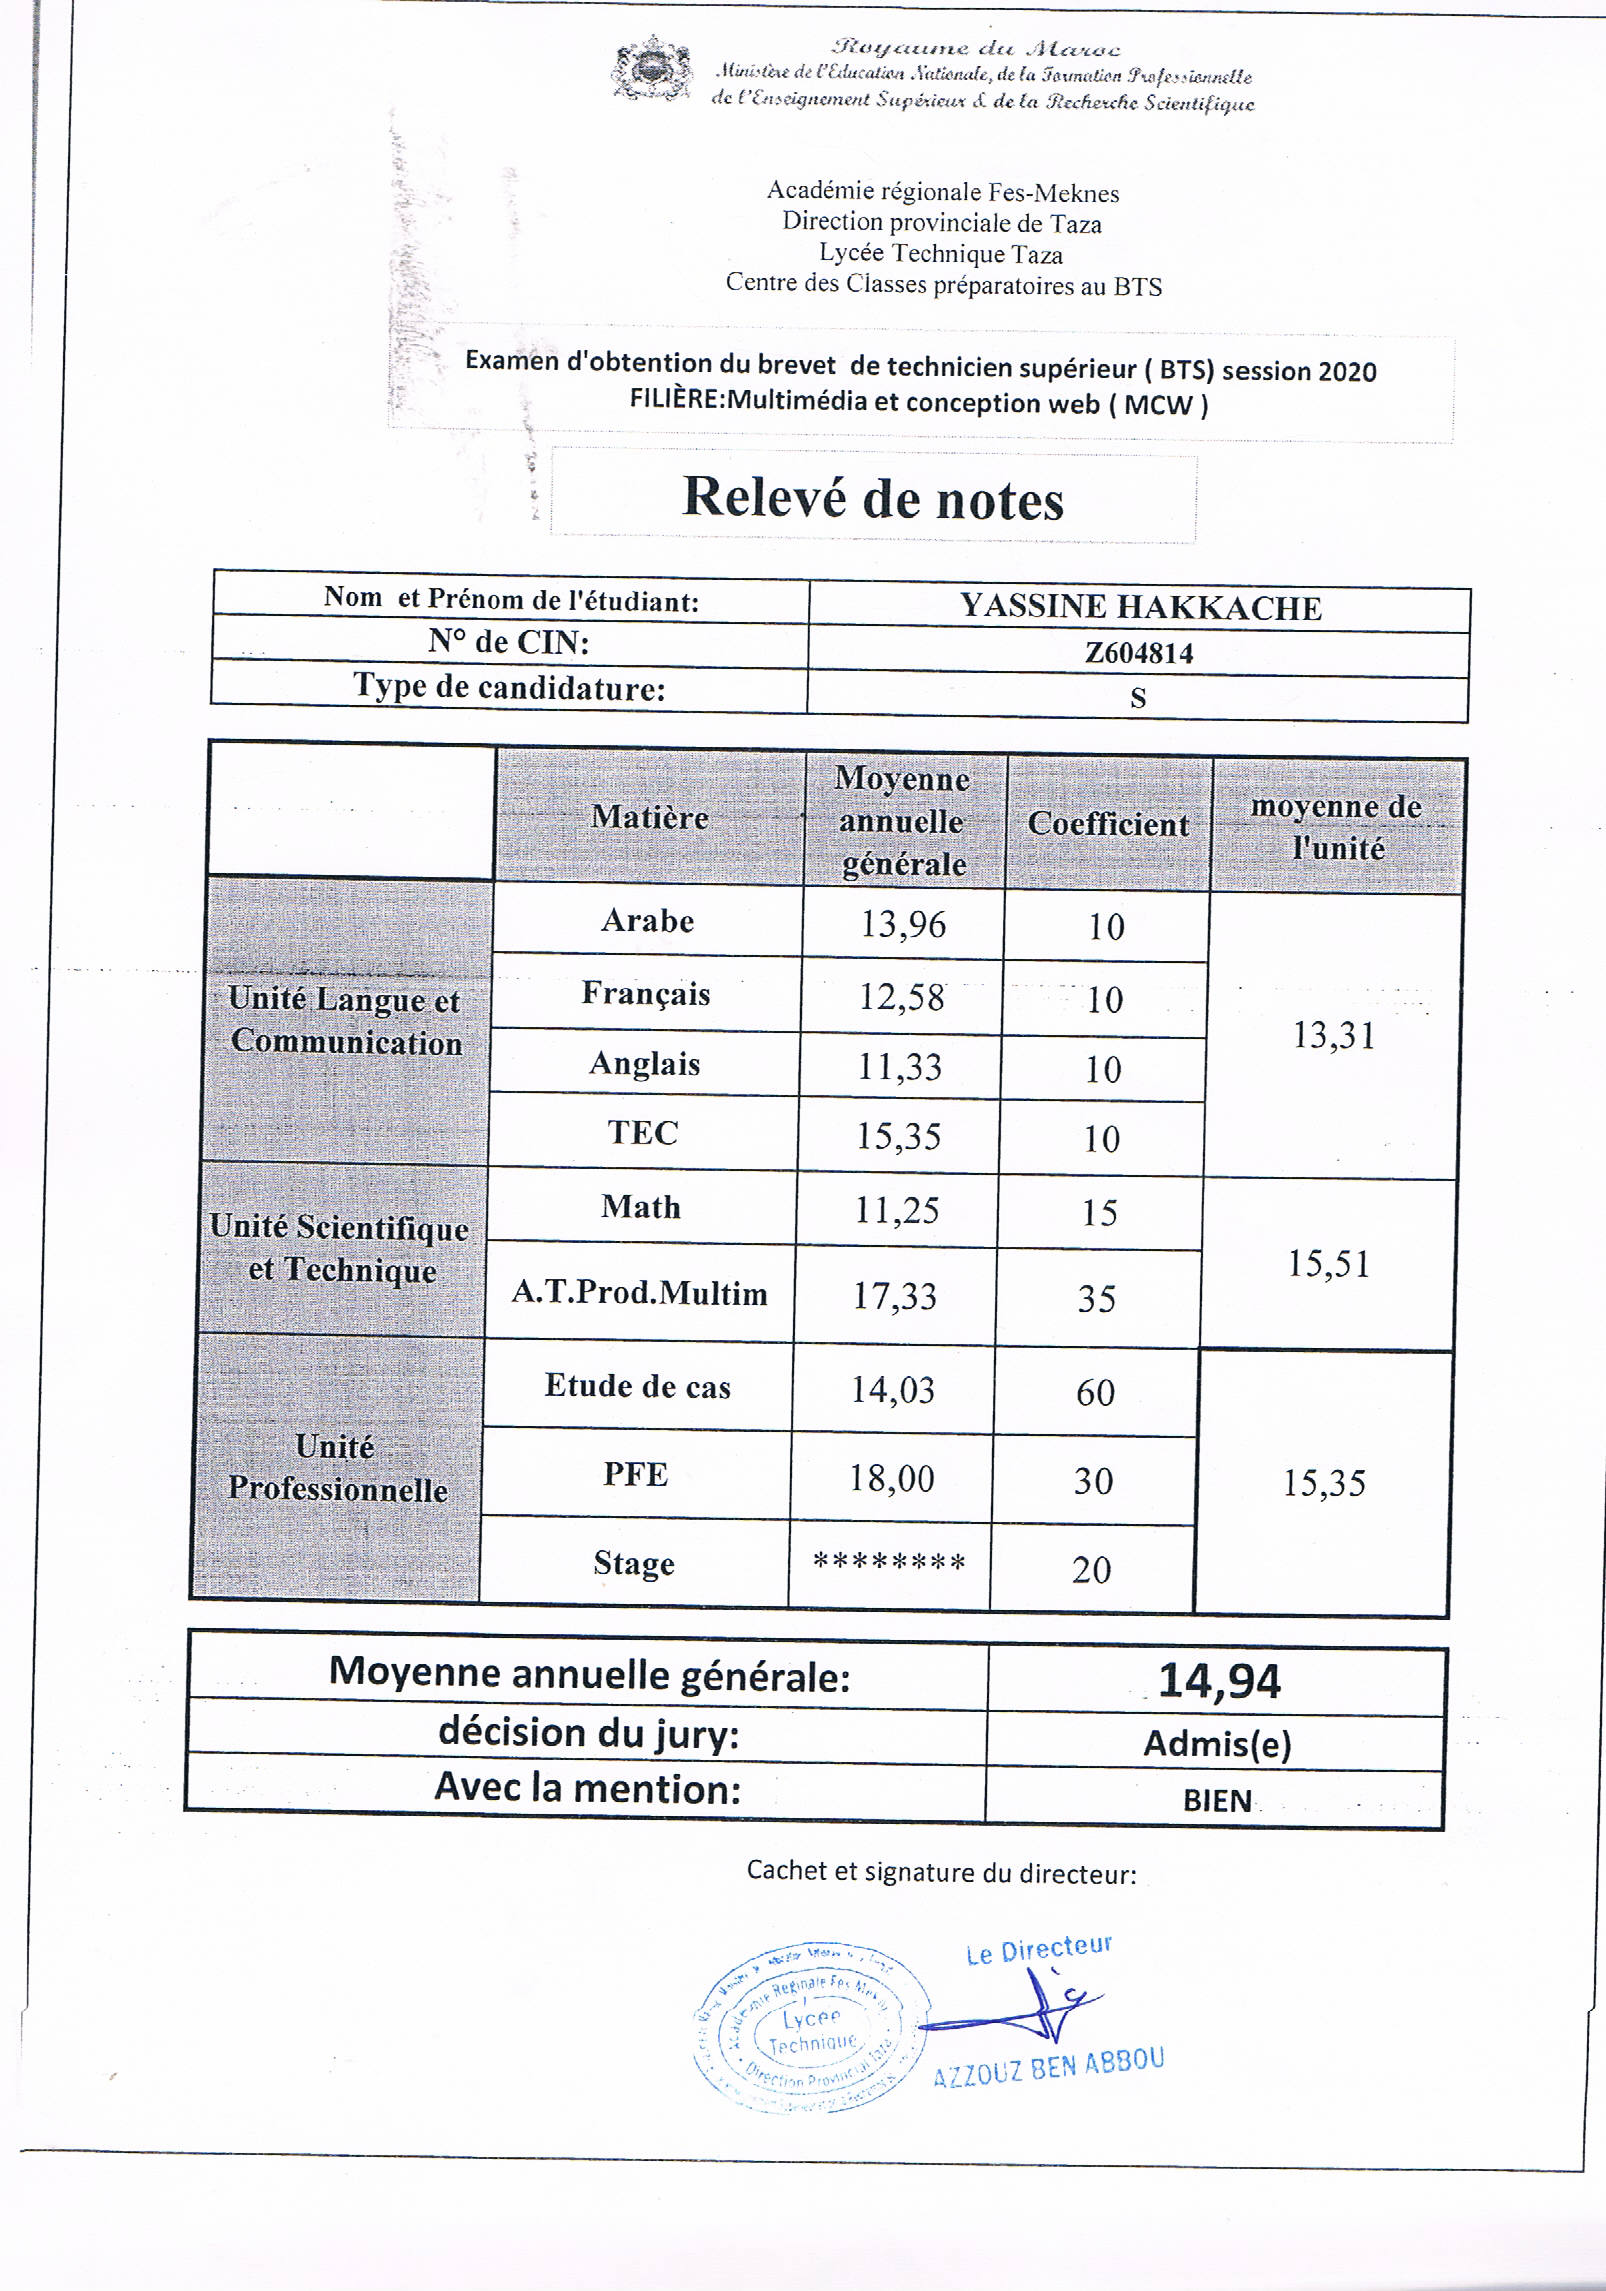 Royaume du Maroc
Ministère de l'Education Nationale, de la Formation Professionnelle
de l'Enseignement Supérieur & de la Recherche Scientifique
Académie régionale Fes-Meknes
Direction provinciale de Taza
Lycée Technique Taza
Centre des Classes préparatoires au BTS
Examen d'obtention du brevet de technicien supérieur ( BTS) session 2020
FILIÈRE:Multimédia et conception web ( MCW )
Relevé de notes
Nom et Prénom de l'étudiant: YASSINE HAKKACHE
N° de CIN: Z604814
Type de candidature: S
Matière Moyenne annuelle générale Coefficient moyenne de l'unité
Unité Langue et Communication
Arabe 13,96 10
Français 12,58 10
13,31
Anglais 11,33 10
TEC 15,35 10
Unité Scientifique et Technique
Math 11,25 15
15,51
A.T.Prod.Multim 17,33 35
Unité Professionnelle
Etude de cas 14,03 60
PFE 18,00 30
15,35
Stage ******** 20
Moyenne annuelle générale: 14,94
décision du jury: Admis(e)
Avec la mention: BIEN
Cachet et signature du directeur:
Le Directeur
AZZOUZ BEN ABBOU
Lycée
Technique
Direction Provincial Taza